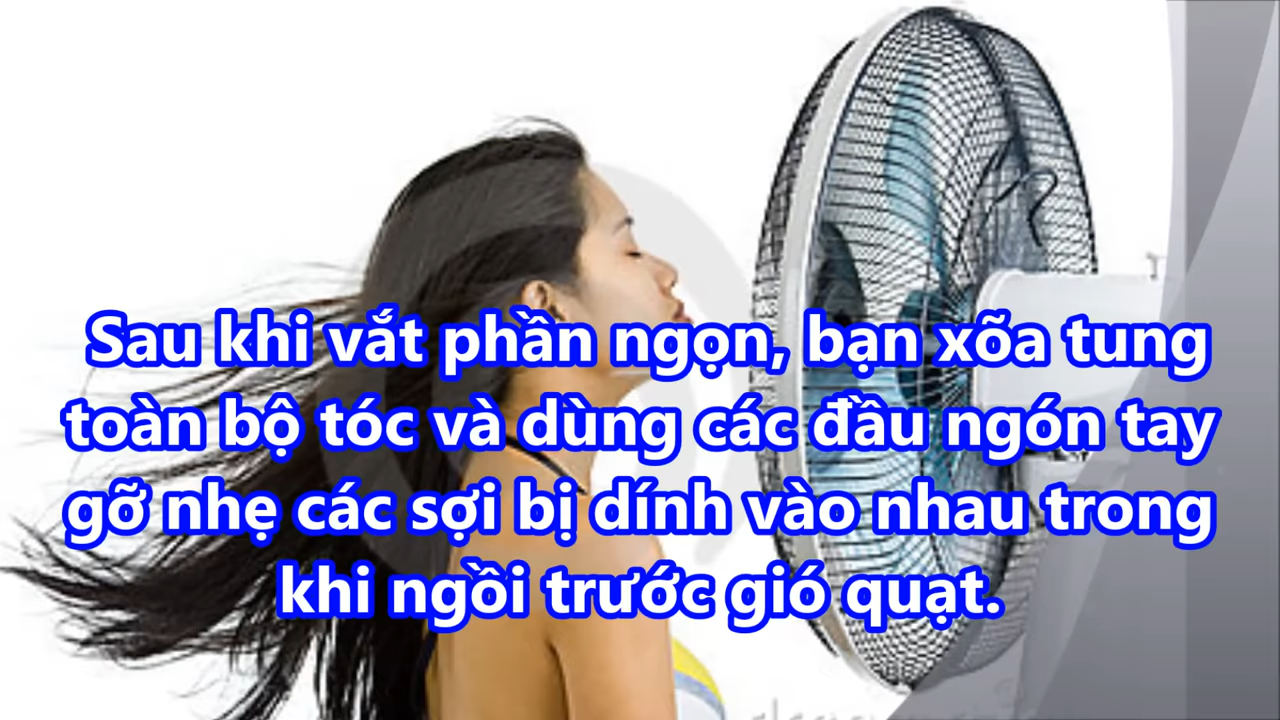 Sau khi vắt phần ngọn, bạn xõa tung
toàn bộ tóc và dùng các đầu ngón tay
gỡ nhẹ các sợi bị dính vào nhau trong
khi ngồi trước gió quạt.